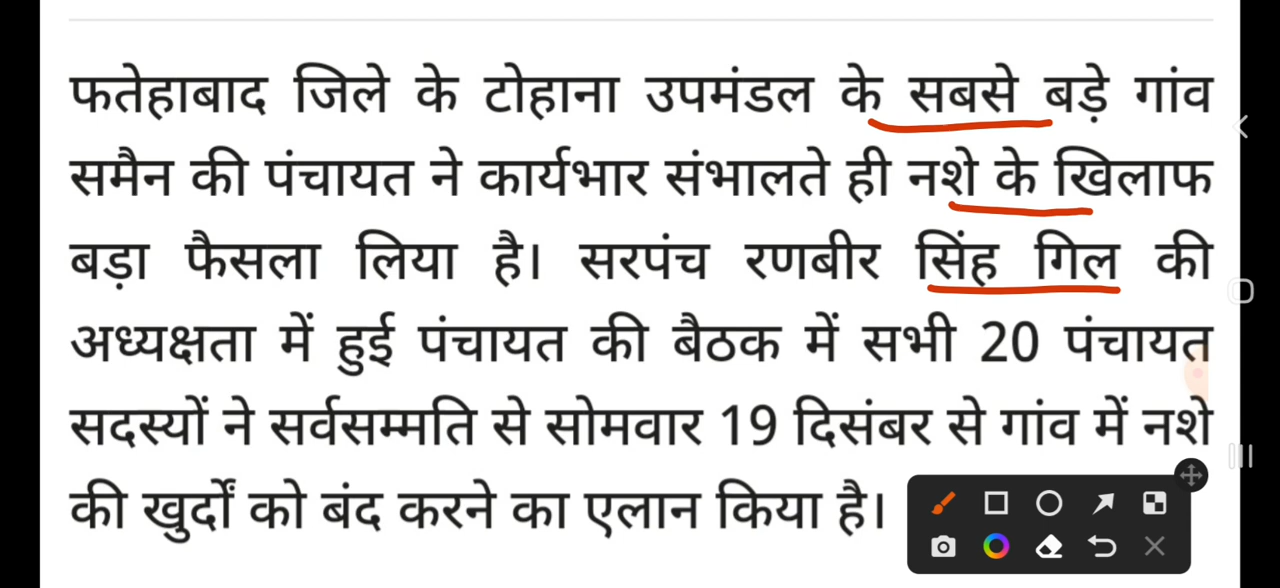 फतेहाबाद जिले के टोहाना उपमंडल के सबसे बड़े गांव
समैन की पंचायत ने कार्यभार संभालते ही नशे के खिलाफ
बड़ा फैसला लिया है। सरपंच रणबीर सिंह गिल की
अध्यक्षता में हुई पंचायत की बैठक में सभी 20 पंचायत
सदस्यों ने सर्वसम्मति से सोमवार 19 दिसंबर से गांव में नशे
की खुर्दों को बंद करने का एलान किया है।